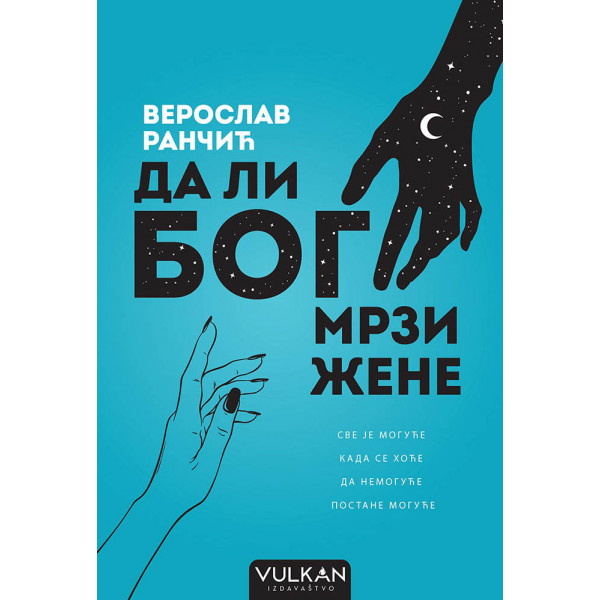 ВЕРОСЛАВ
РАНЧИЋ
ДА ЛИ
БОГ
МРЗИ
ЖЕНЕ
СВЕ ЈЕ МОГУЋЕ
КАДА СЕ ХОЋЕ
ДА НЕМОГУЋЕ
ПОСТАНЕ МОГУЋЕ
VULKAN
IZDAVAŠTVO